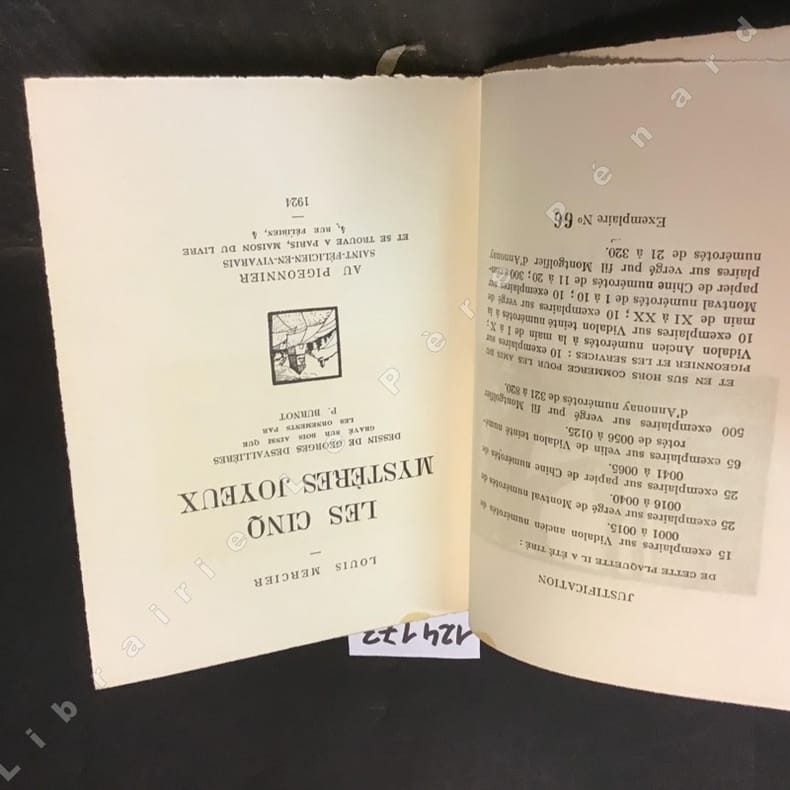 JUSTIFICATION
DE CETTE PLAQUETTE IL A ÉTÉ TIRÉ :
15 exemplaires sur Vidalon ancien numérotés de
0001 à 0015.
25 exemplaires sur vergé de Montval numérotés de
0016 à 0040.
25 exemplaires sur papier de Chine numérotés de
0041 à 0065.
65 exemplaires sur velin de Vidalon teinté numé-
rotés de 0056 à 0125.
500 exemplaires sur vergé pur fil Montgolfier
d'Annonay numérotés de 321 à 820.
ET EN SUS HORS COMMERCE POUR LES AMIS DU
PIGEONNIER ET LES SERVICES : 10 exemplaires sur
Vidalon Ancien numérotés à la main de I à X ;
10 exemplaires sur Vidalon teinté numérotés à la
main de XI à XX ; 10 exemplaires sur vergé de
Montval numérotés de 1 à 10 ; 10 exemplaires sur
papier de Chine numérotés de 11 à 20 ; 300 exem-
plaires sur vergé pur fil Montgolfier d'Annonay
numérotés de 21 à 320.
Exemplaire No 66
LOUIS MERCIER
LES CINQ
MYSTÈRES JOYEUX
DESSIN DE GEORGES DESVALLIÈRES
GRAVÉ SUR BOIS AINSI QUE
LES ORNEMENTS PAR
P. BURNOT
AU PIGEONNIER
SAINT-FÉLICIEN-EN-VIVARAIS
ET SE TROUVE A PARIS, MAISON DU LIVRE
4, RUE FÉLIBIEN, 4
1924
124172
Librairie Le Père Pénard